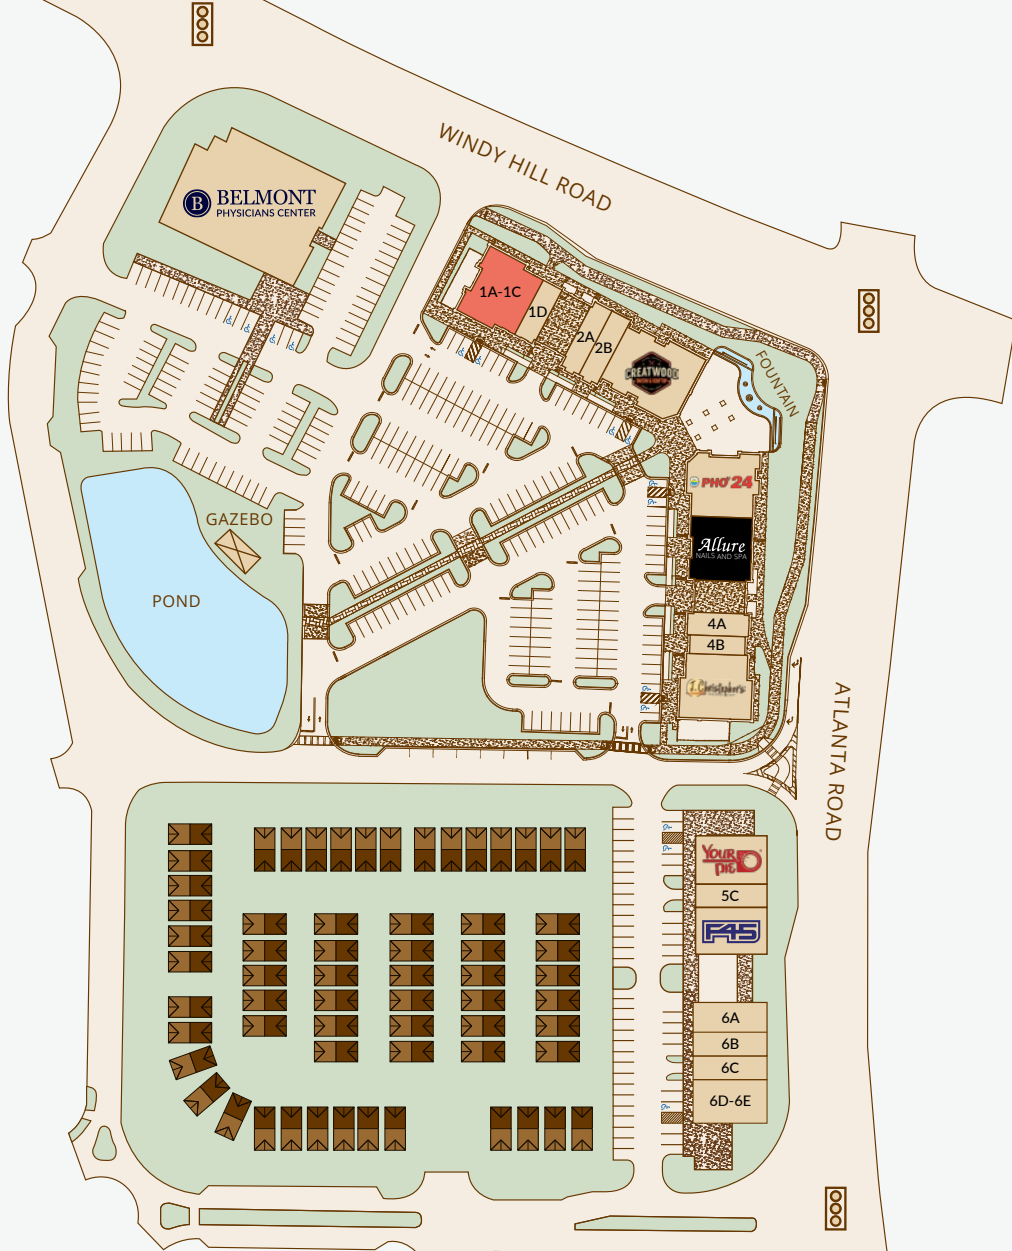 WINDY HILL ROAD
B BELMONT
PHYSICIANS CENTER
1A-1C
1D
2A
2B
CREATWOOD
FOUNTAIN
PHO 24
GAZEBO
Allure
NAILS AND SPA
POND
4A
4B
Christopher's
ATLANTA ROAD
YOUR
PIE
5C
F45
6A
6B
6C
6D-6E